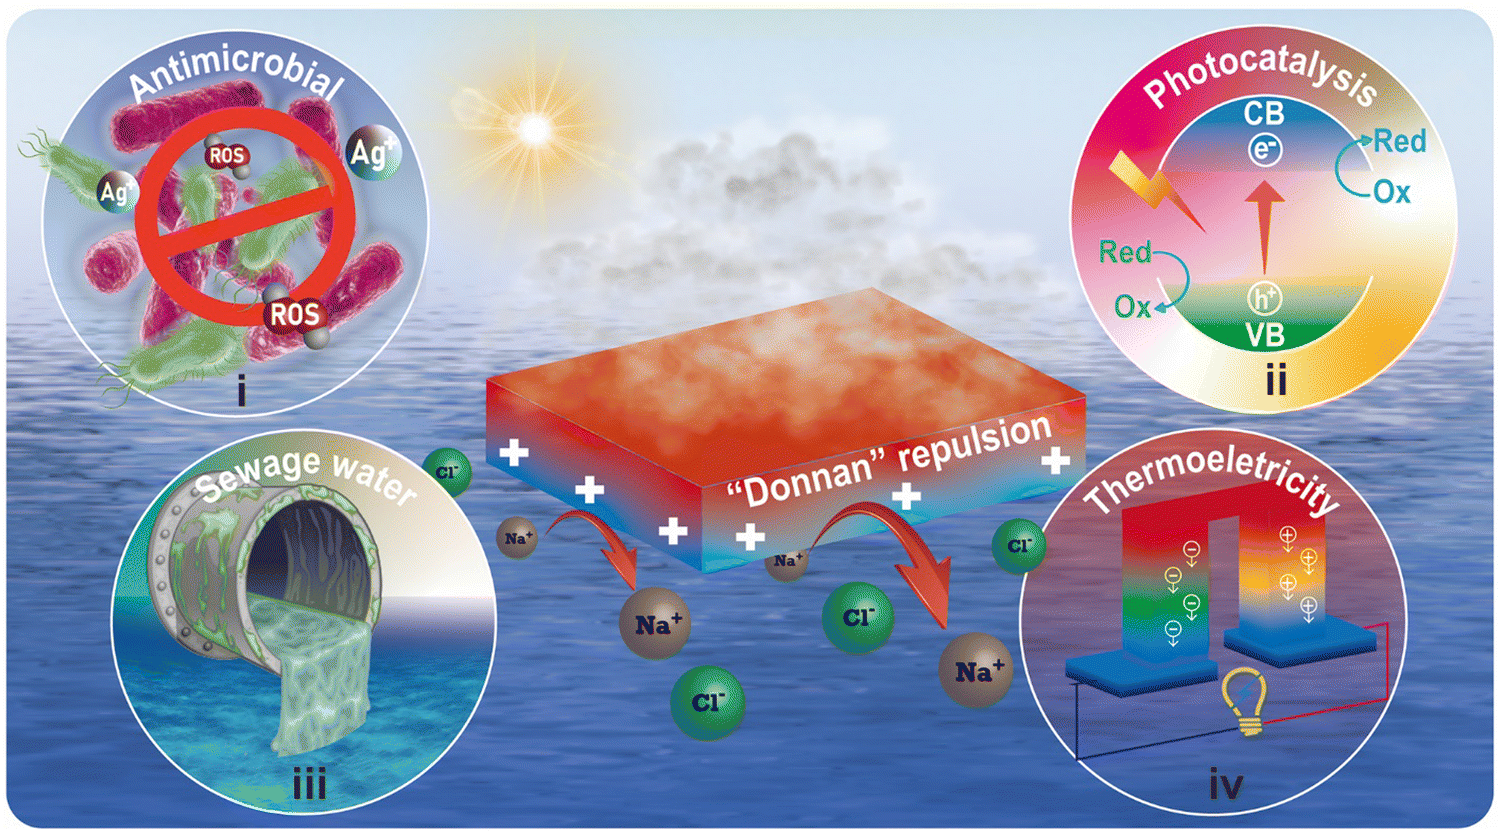 Antimicrobial
ROS
Ag+
Ag+
ROS
i
Photocatalysis
CB
e-
Red
Ox
Red
Ox
h+
VB
ii
"Donnan" repulsion
+
+
+
+
+
+
Cl-
Na+
Na+
Cl-
Na+
Cl-
Na+
Cl-
Sewage water
iii
Thermoeletricity
-
-
-
-
+
+
+
+
iv